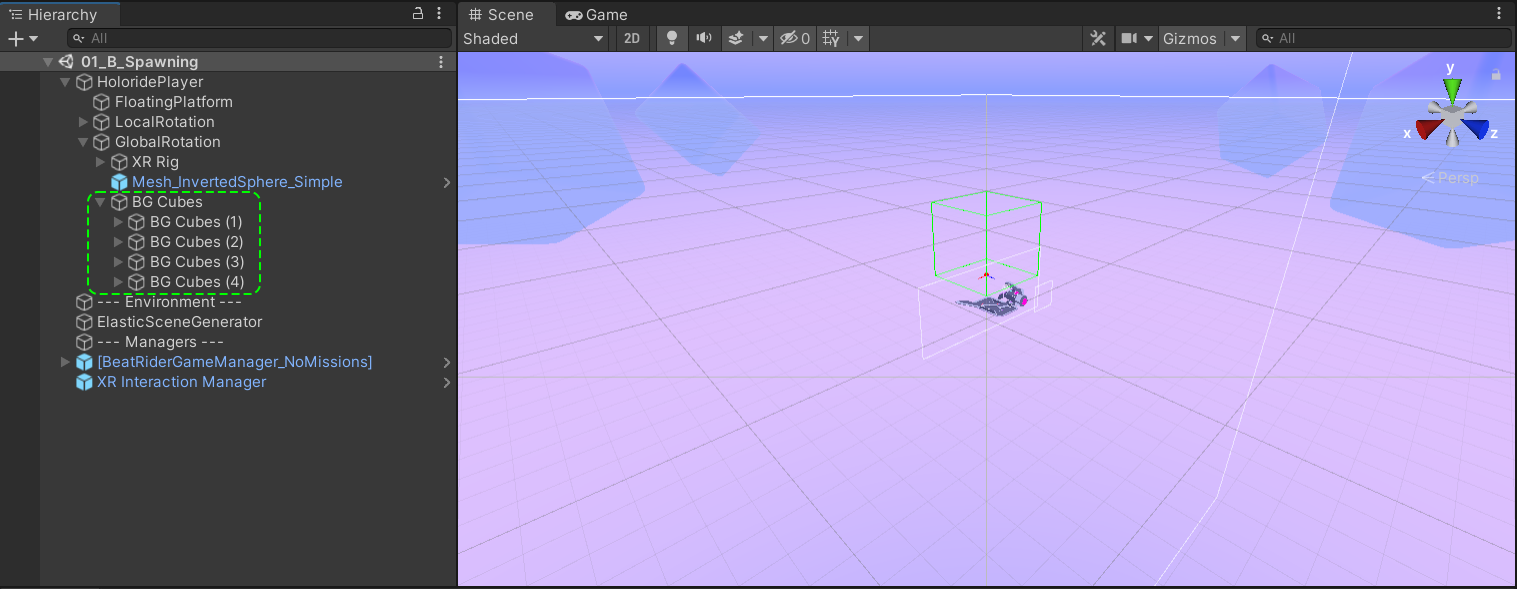 Hierarchy
All
01_B_Spawning
HoloridePlayer
FloatingPlatform
LocalRotation
GlobalRotation
XR Rig
Mesh_InvertedSphere_Simple
BG Cubes
BG Cubes (1)
BG Cubes (2)
BG Cubes (3)
BG Cubes (4)
--- Environment ---
ElasticSceneGenerator
--- Managers ---
[BeatRiderGameManager_NoMissions]
XR Interaction Manager
Scene Game
Shaded 2D 0 Gizmos All
y
x z
Persp